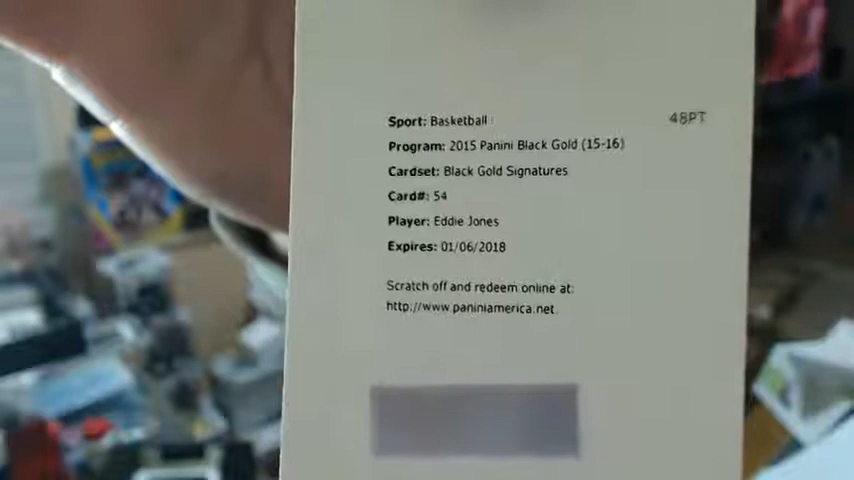 Sport: Basketball
48PT
Program: 2015 Panini Black Gold (15-16)
Cardset: Black Gold Signatures
Card#: 54
Player: Eddie Jones
Expires: 01/06/2018
Scratch off and redeem online at:
http://www.paniniamerica.net.